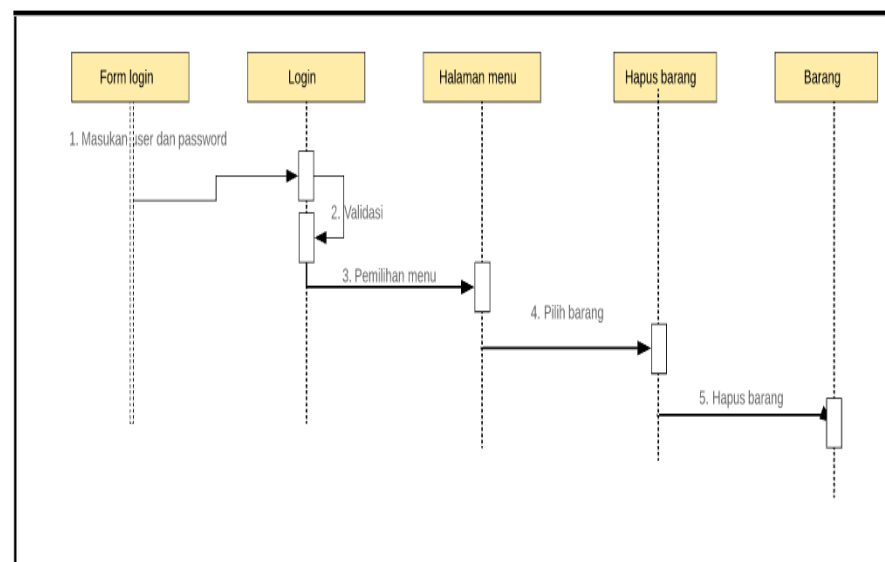 Form login
Login
Halaman menu
Hapus barang
Barang
1. Masukan user dan password
2. Validasi
3. Pemilihan menu
4. Pilih barang
5. Hapus barang